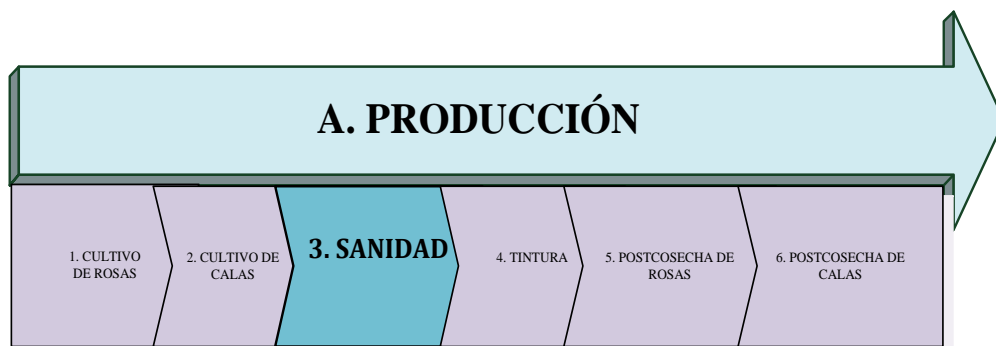 A. PRODUCCIÓN
1. CULTIVO
DE ROSAS
2. CULTIVO DE
CALAS
3. SANIDAD
4. TINTURA
5. POSTCOSECHA DE
ROSAS
6. POSTCOSECHA DE
CALAS